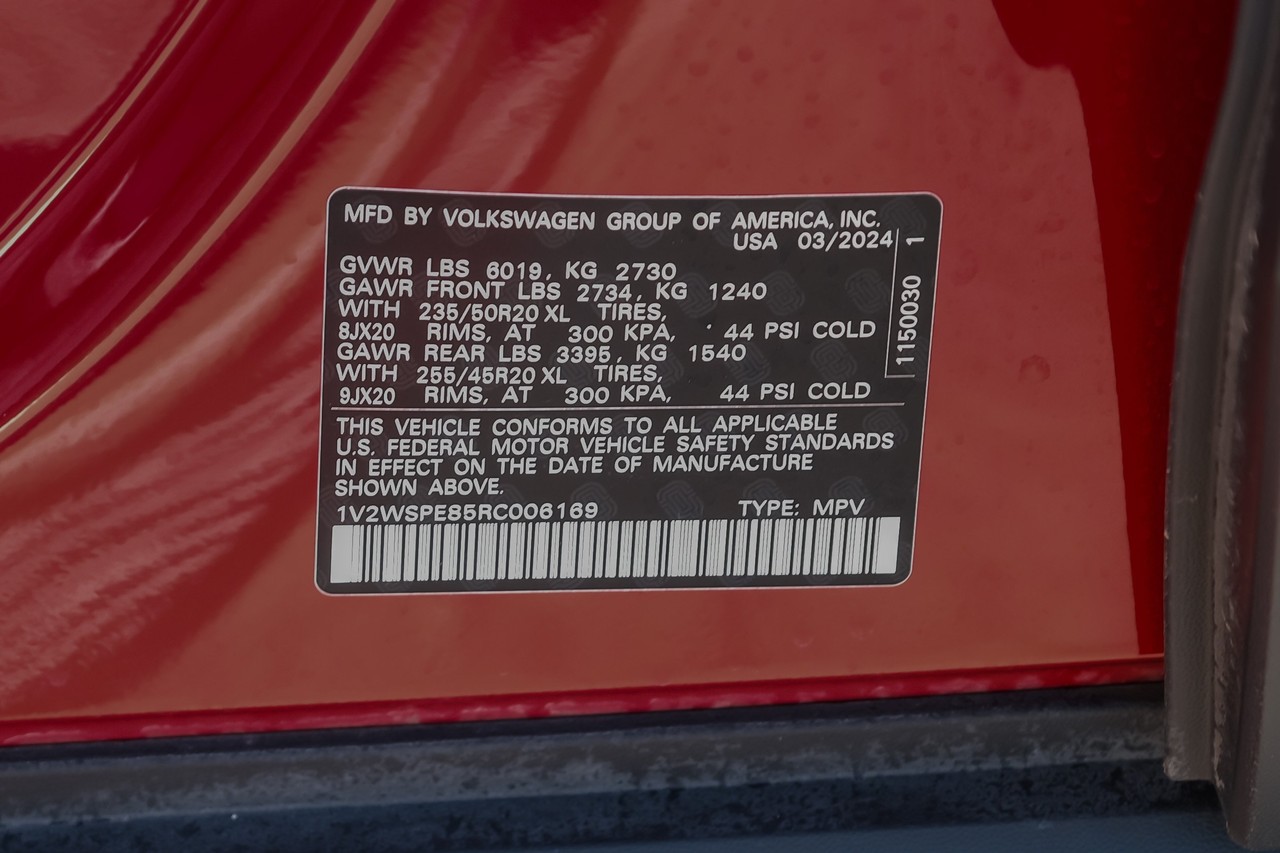 MFD BY VOLKSWAGEN GROUP OF AMERICA, INC.
USA 03/2024
GVWR LBS 6019, KG 2730
GAWR FRONT LBS 2734, KG 1240
WITH 235/50R20 XL TIRES,
8JX20 RIMS, AT 300 KPA, 44 PSI COLD
GAWR REAR LBS 3395, KG 1540
WITH 255/45R20 XL TIRES,
9JX20 RIMS, AT 300 KPA, 44 PSI COLD
1150030 1
THIS VEHICLE CONFORMS TO ALL APPLICABLE
U.S. FEDERAL MOTOR VEHICLE SAFETY STANDARDS
IN EFFECT ON THE DATE OF MANUFACTURE
SHOWN ABOVE.
1V2WSPE85RC006169 TYPE: MPV